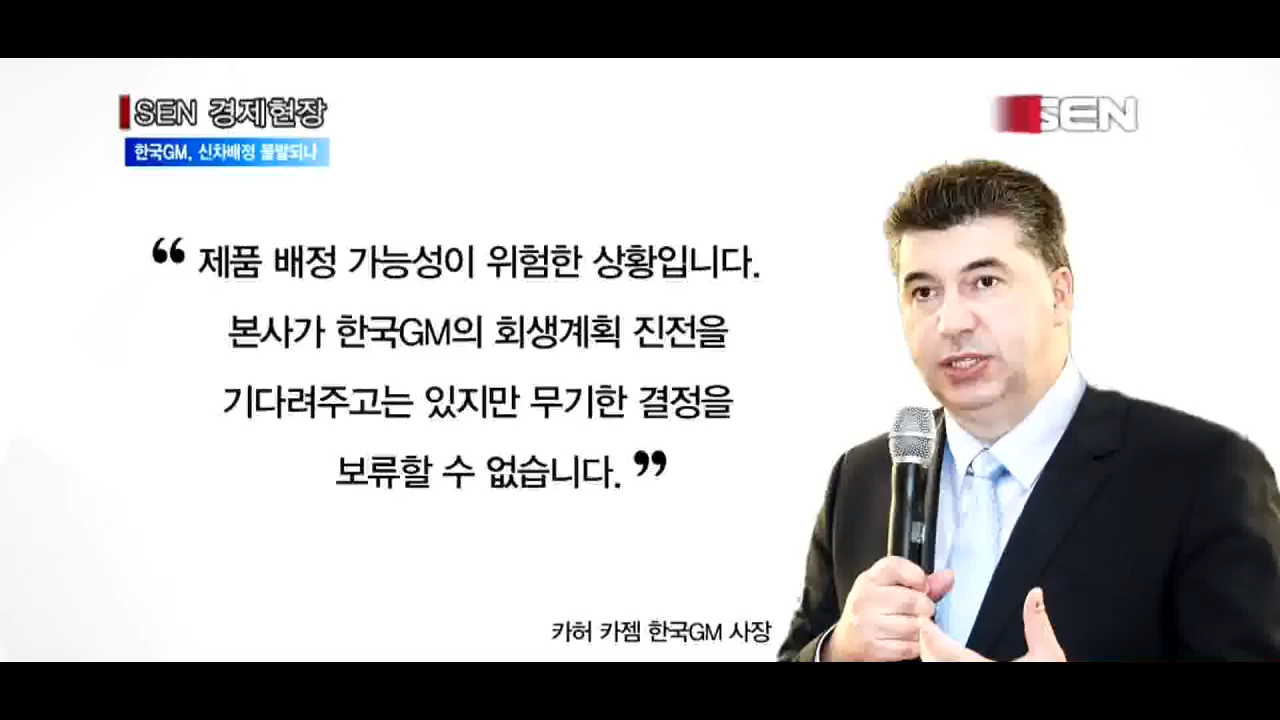 SEN 경제현장
SEN
한국GM, 신차배정 불발되나
“ 제품 배정 가능성이 위험한 상황입니다.
본사가 한국GM의 회생계획 진전을
기다려주고는 있지만 무기한 결정을
보류할 수 없습니다. ”
카허 카젬 한국GM 사장